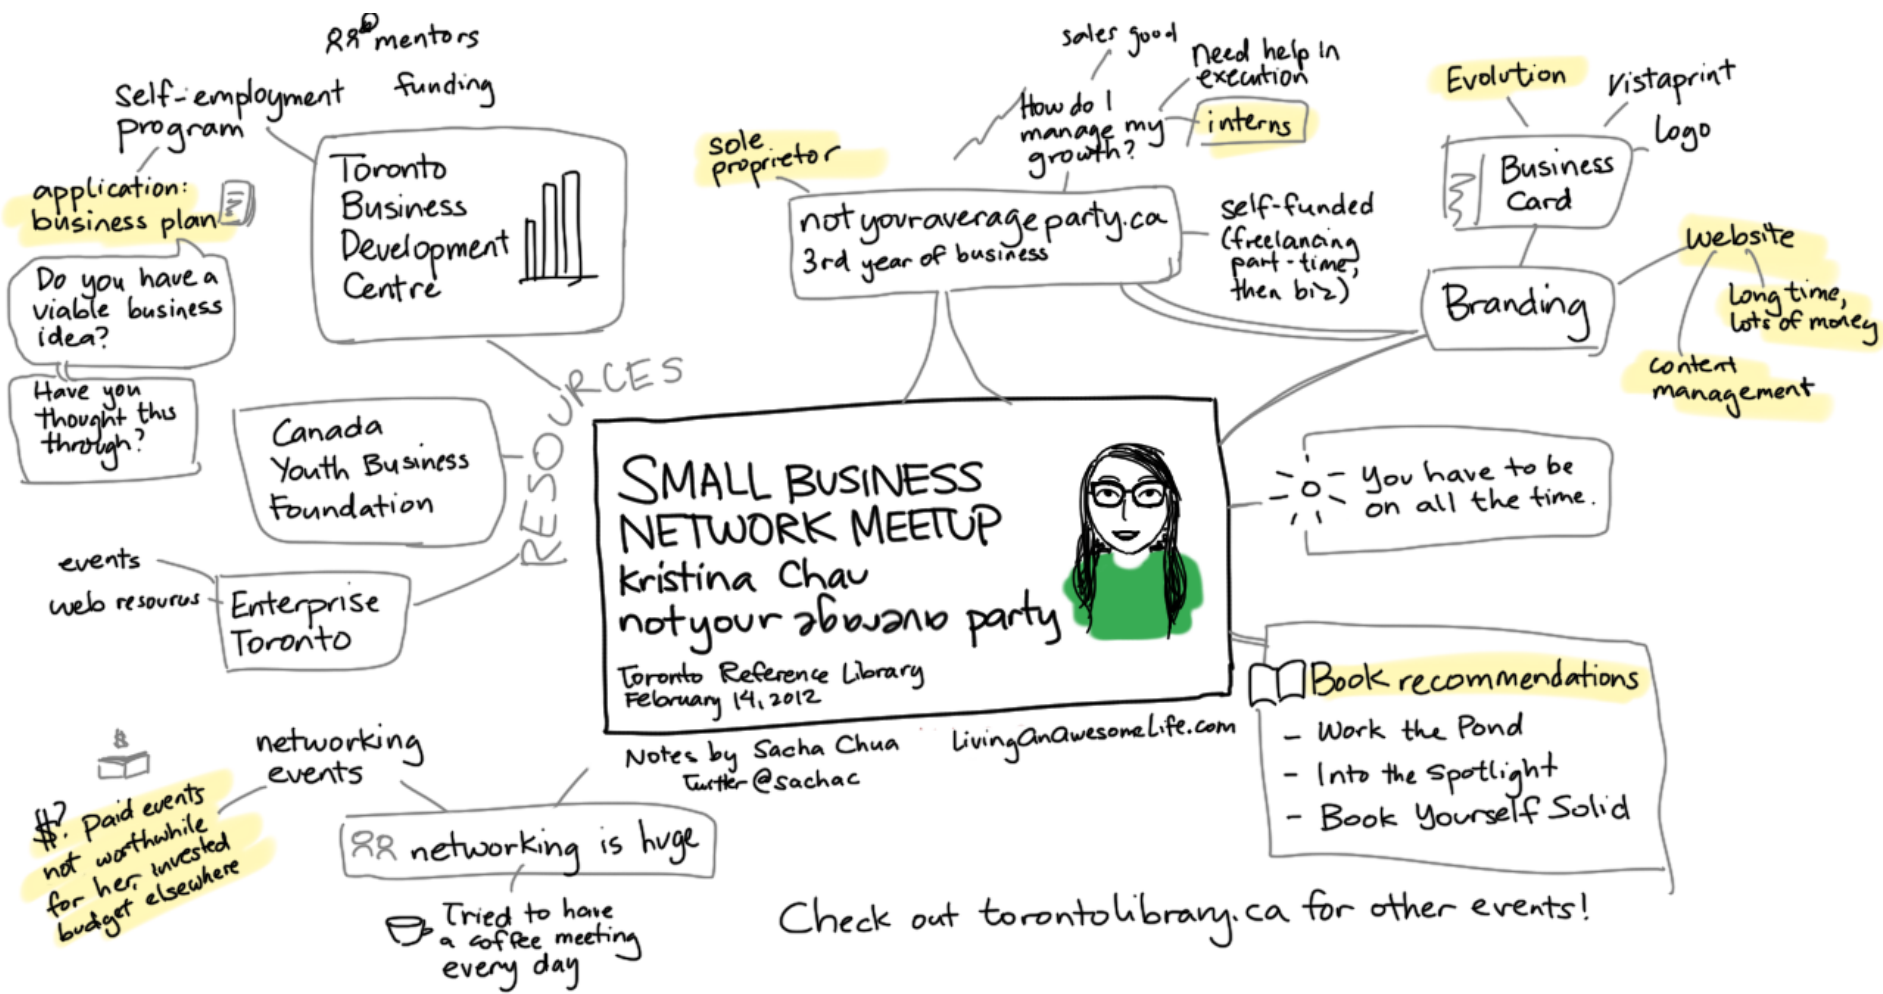 mentors
funding
Self-employment
program
application:
business plan
Do you have a
viable business
idea?
Have you
thought this
through?
Toronto
Business
Development
Centre
RESOURCES
Canada
Youth Business
Foundation
events
web resourus
Enterprise
Toronto
sales good
need help in
execution
How do I
manage my
growth?
interns
sole
proprietor
notyouraverageparty.ca
3rd year of business
self-funded
(freelancing
part-time,
then biz)
Evolution
Vistaprint
logo
Business
Card
Branding
website
long time,
lots of money
content
management
SMALL BUSINESS
NETWORK MEETUP
Kristina Chau
notyour average party
Toronto Reference Library
February 14, 2012
Notes by Sacha Chua
Twitter @sachac
LivingAnAwesomeLife.com
You have to be
on all the time.
Book recommendations
- Work the Pond
- Into the Spotlight
- Book Yourself Solid
networking
events
$
$?. Paid events
not worthwhile
for her, invested
budget elsewhere
networking is huge
Tried to have
a coffee meeting
every day
Check out torontolibrary.ca for other events!